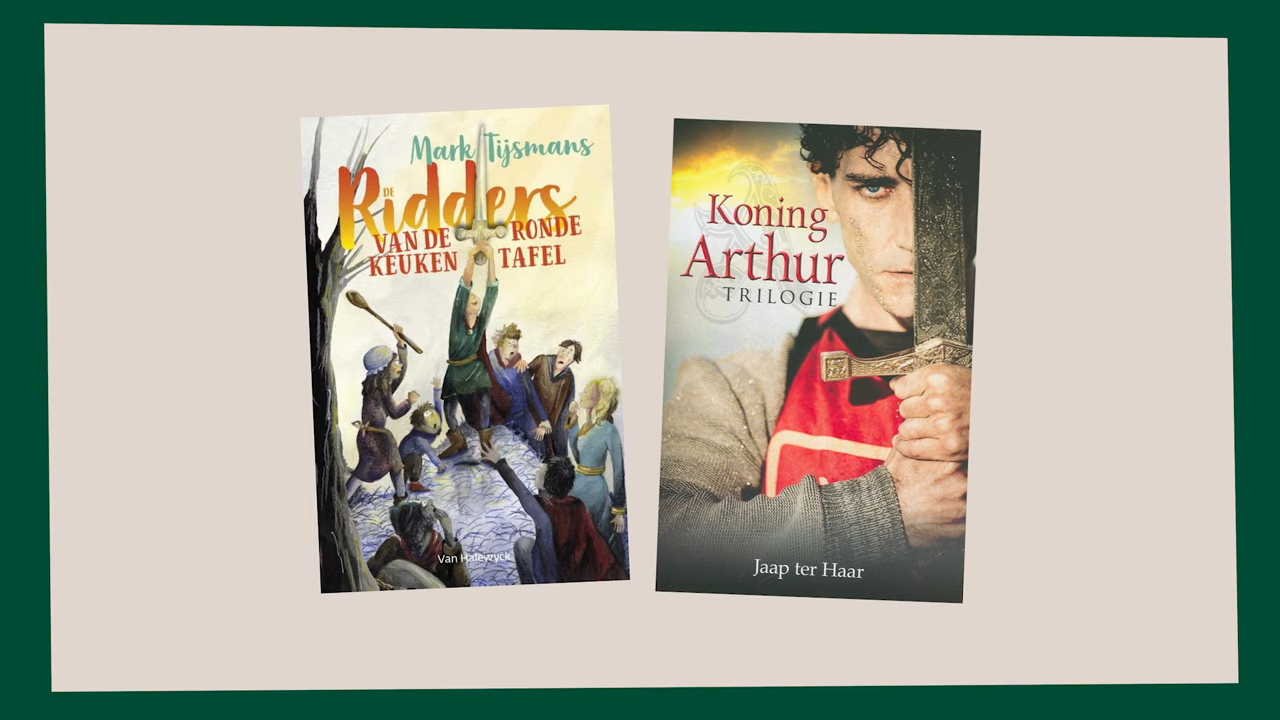 Mark Tijsmans
DE
Ridders
VAN DE RONDE
KEUKEN TAFEL
Van Halewyck
Koning
Arthur
TRILOGIE
Jaap ter Haar